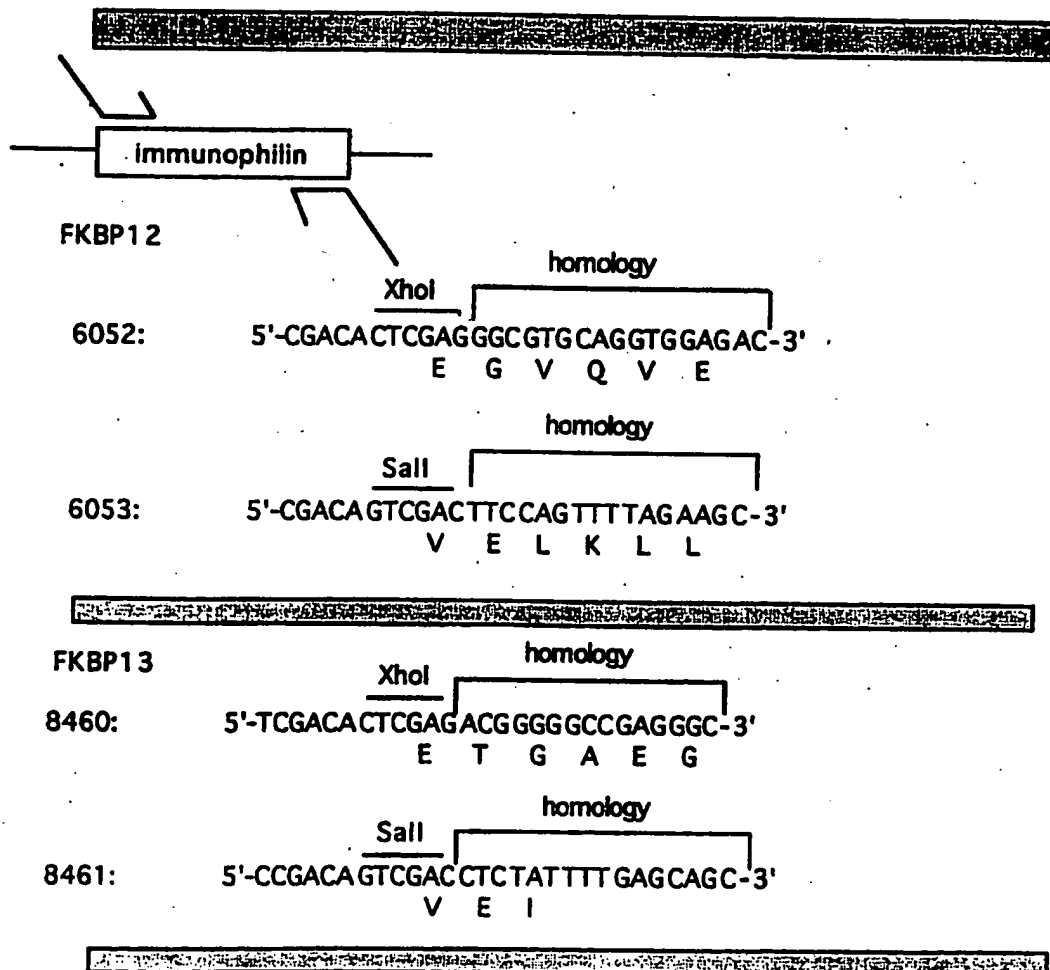 immunophilin
FKBP12
homology
XhoI
6052: 5'-CGACACTCGAGGGCGTGCAGGTGGAGAC-3'
E G V Q V E
homology
SalI
6053: 5'-CGACAGTCGACTTCCAGTTTTAGAAGC-3'
V E L K L L
FKBP13
homology
XhoI
8460: 5'-TCGACACTCGAGACGGGGGCCGAGGGC-3'
E T G A E G
homology
SalI
8461: 5'-CCGACAGTCGACCTCTATTTTGAGCAGC-3'
V E I